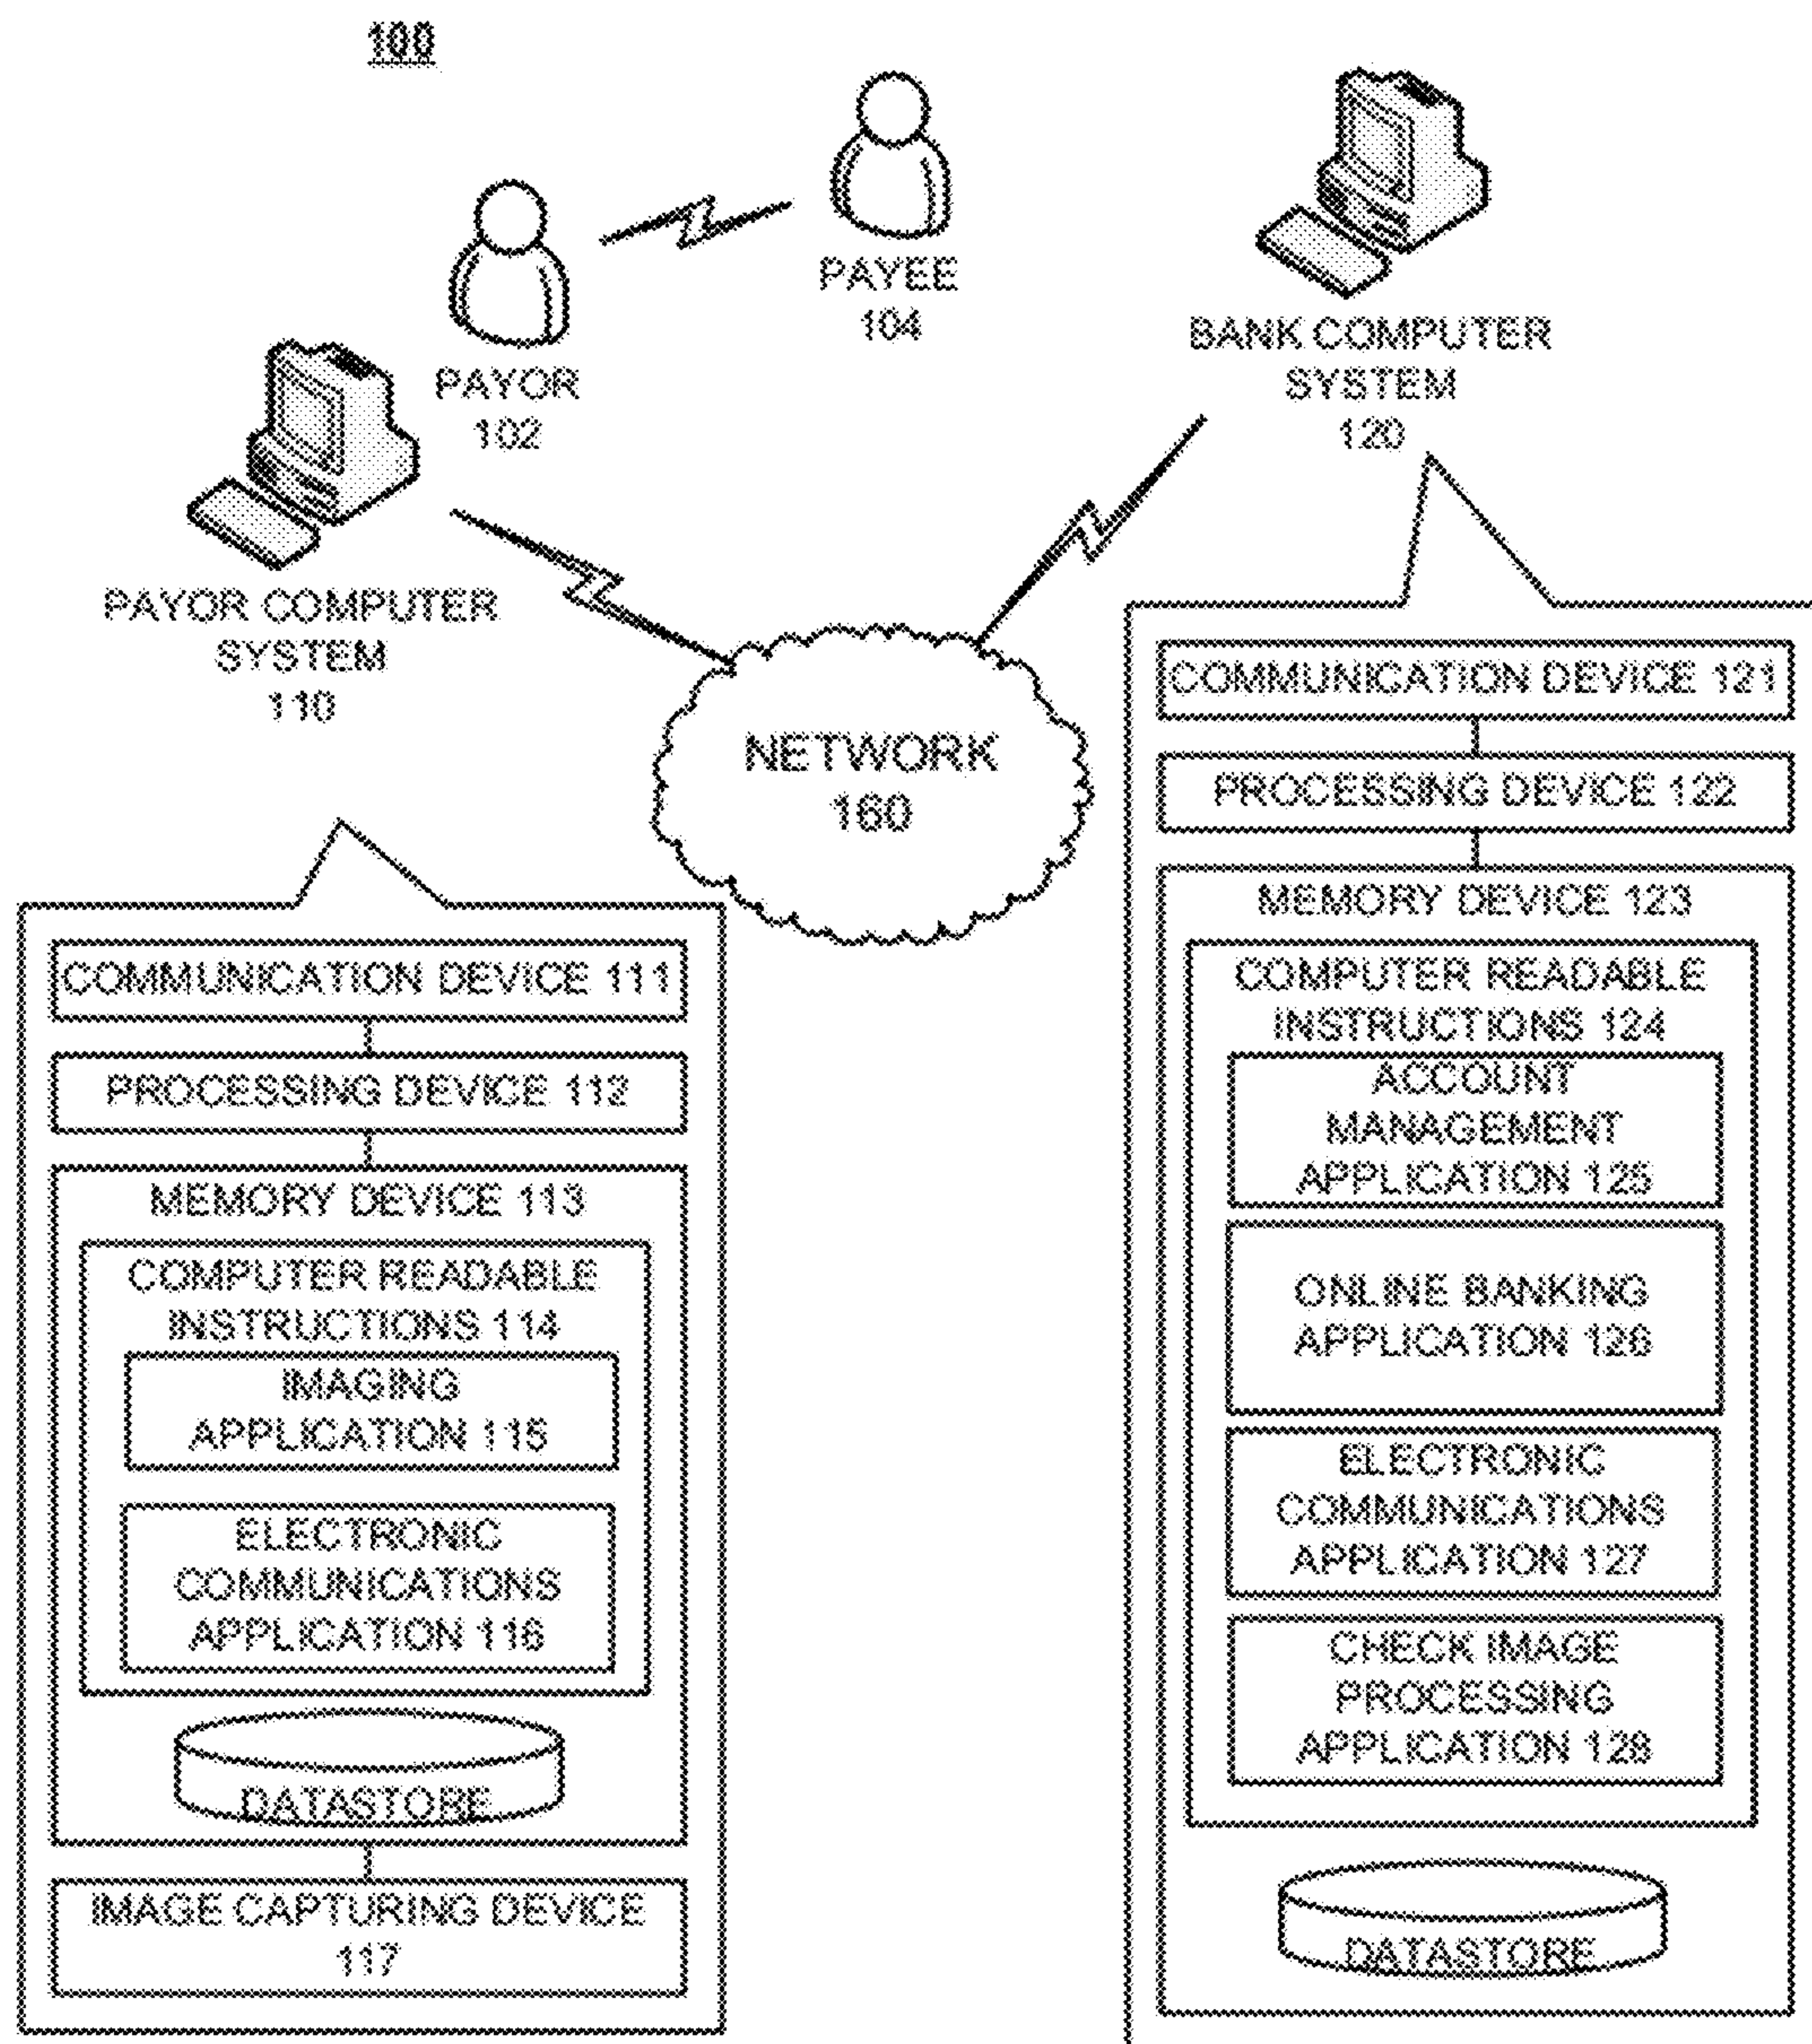 100
PAYEE
104
PAYOR
102
BANK COMPUTER
SYSTEM
120
PAYOR COMPUTER
SYSTEM
110
NETWORK
160
COMMUNICATION DEVICE 111
PROCESSING DEVICE 112
MEMORY DEVICE 113
COMPUTER READABLE
INSTRUCTIONS 114
IMAGING
APPLICATION 115
ELECTRONIC
COMMUNICATIONS
APPLICATION 116
DATASTORE
IMAGE CAPTURING DEVICE
117
COMMUNICATION DEVICE 121
PROCESSING DEVICE 122
MEMORY DEVICE 123
COMPUTER READABLE
INSTRUCTIONS 124
ACCOUNT
MANAGEMENT
APPLICATION 125
ONLINE BANKING
APPLICATION 126
ELECTRONIC
COMMUNICATIONS
APPLICATION 127
CHECK IMAGE
PROCESSING
APPLICATION 128
DATASTORE